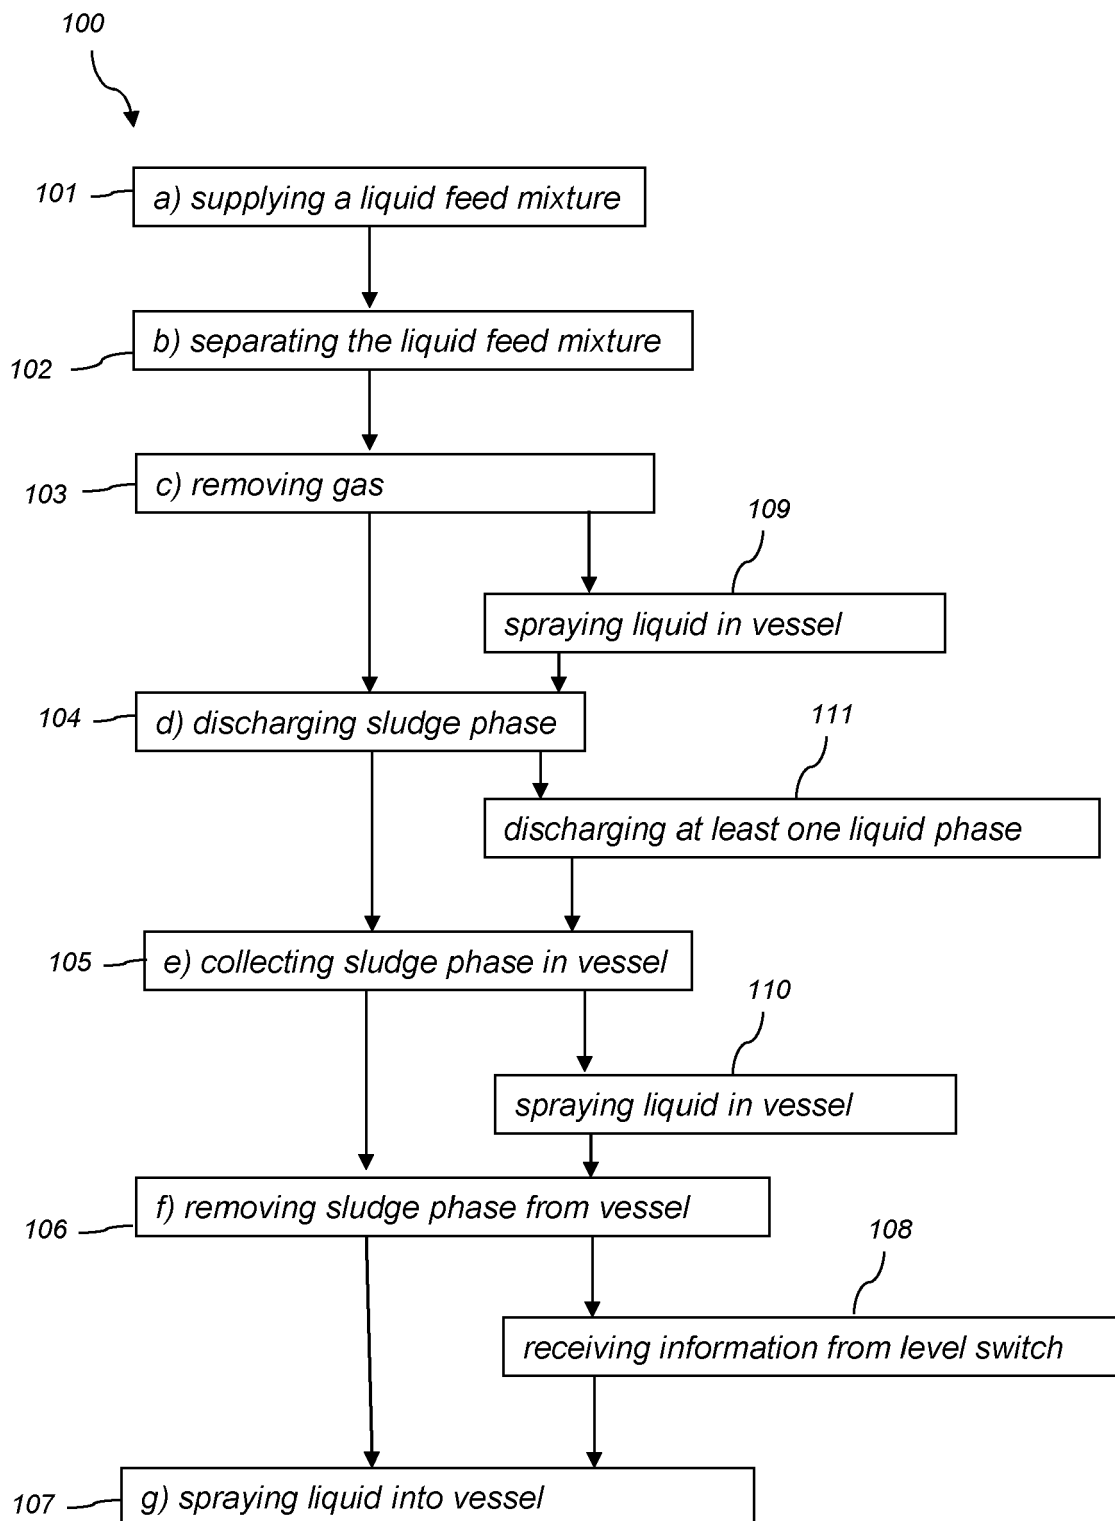 100
101
a) supplying a liquid feed mixture
b) separating the liquid feed mixture
102
c) removing gas
103
109
spraying liquid in vessel
104
d) discharging sludge phase
111
discharging at least one liquid phase
105
e) collecting sludge phase in vessel
110
spraying liquid in vessel
f) removing sludge phase from vessel
106
108
receiving information from level switch
107
g) spraying liquid into vessel